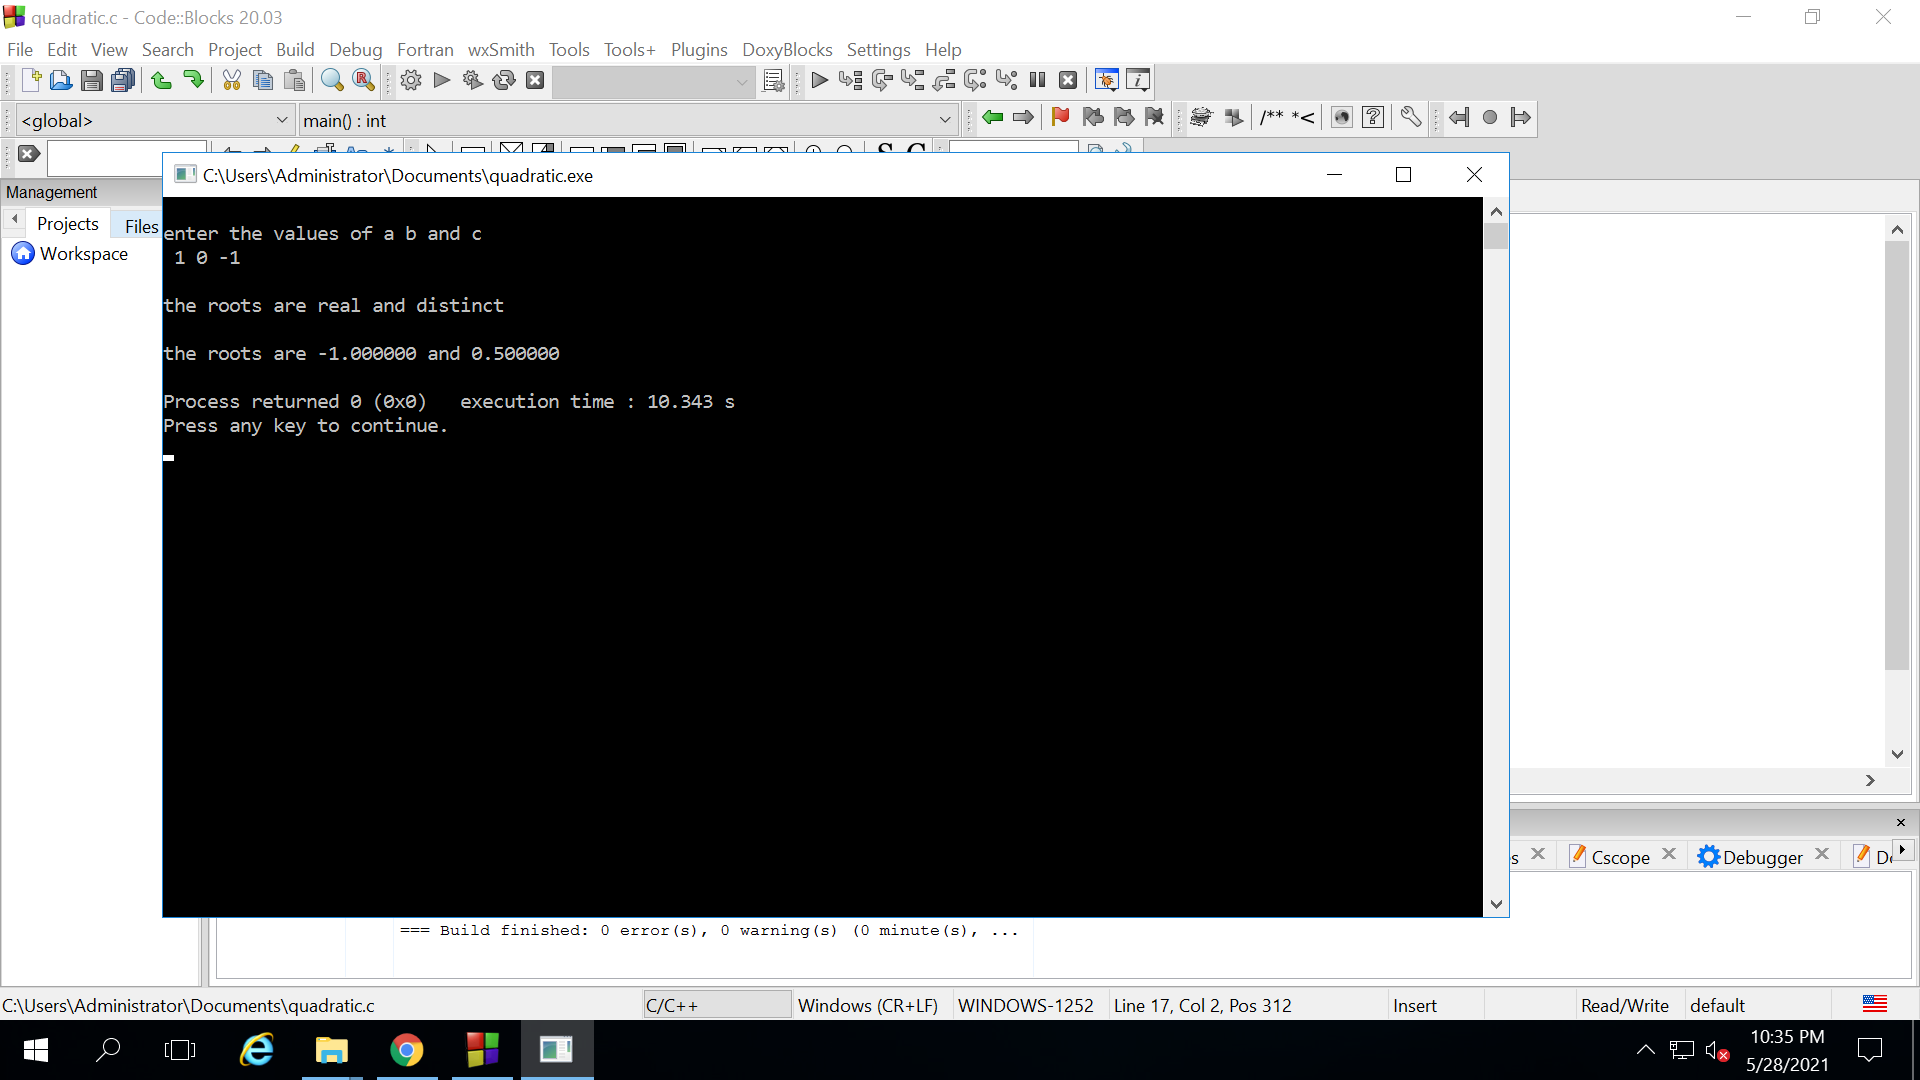 quadratic.c - Code::Blocks 20.03
File Edit View Search Project Build Debug Fortran wxSmith Tools Tools+ Plugins DoxyBlocks Settings Help
<global> main() : int /** *<
Management
C:\Users\Administrator\Documents\quadratic.exe
Projects Files
Workspace
enter the values of a b and c
1 0 -1
the roots are real and distinct
the roots are -1.000000 and 0.500000
Process returned 0 (0x0) execution time : 10.343 s
Press any key to continue.
Cscope Debugger
=== Build finished: 0 error(s), 0 warning(s) (0 minute(s), ...
C:\Users\Administrator\Documents\quadratic.c C/C++ Windows (CR+LF) WINDOWS-1252 Line 17, Col 2, Pos 312 Insert Read/Write default
10:35 PM
5/28/2021